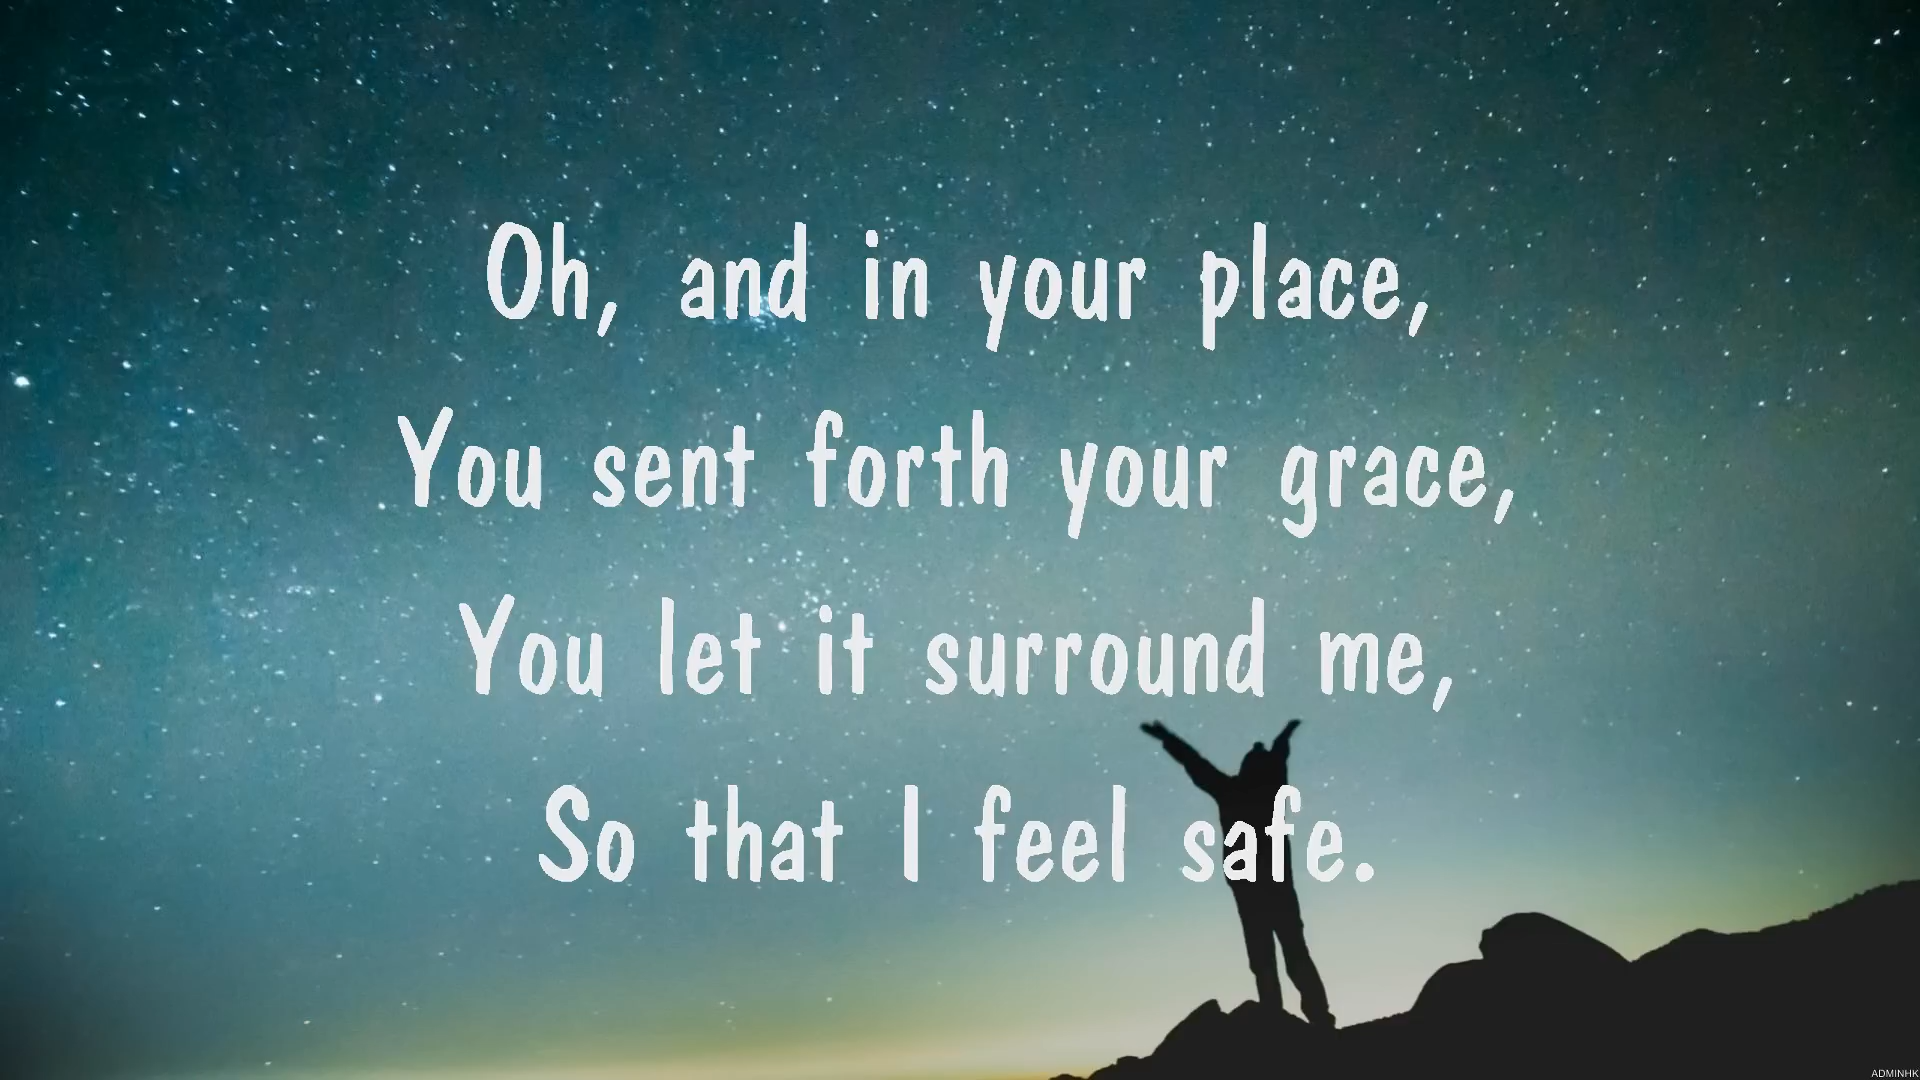 Oh, and in your place,
You sent forth your grace,
You let it surround me,
So that I feel safe.
ADMINHK